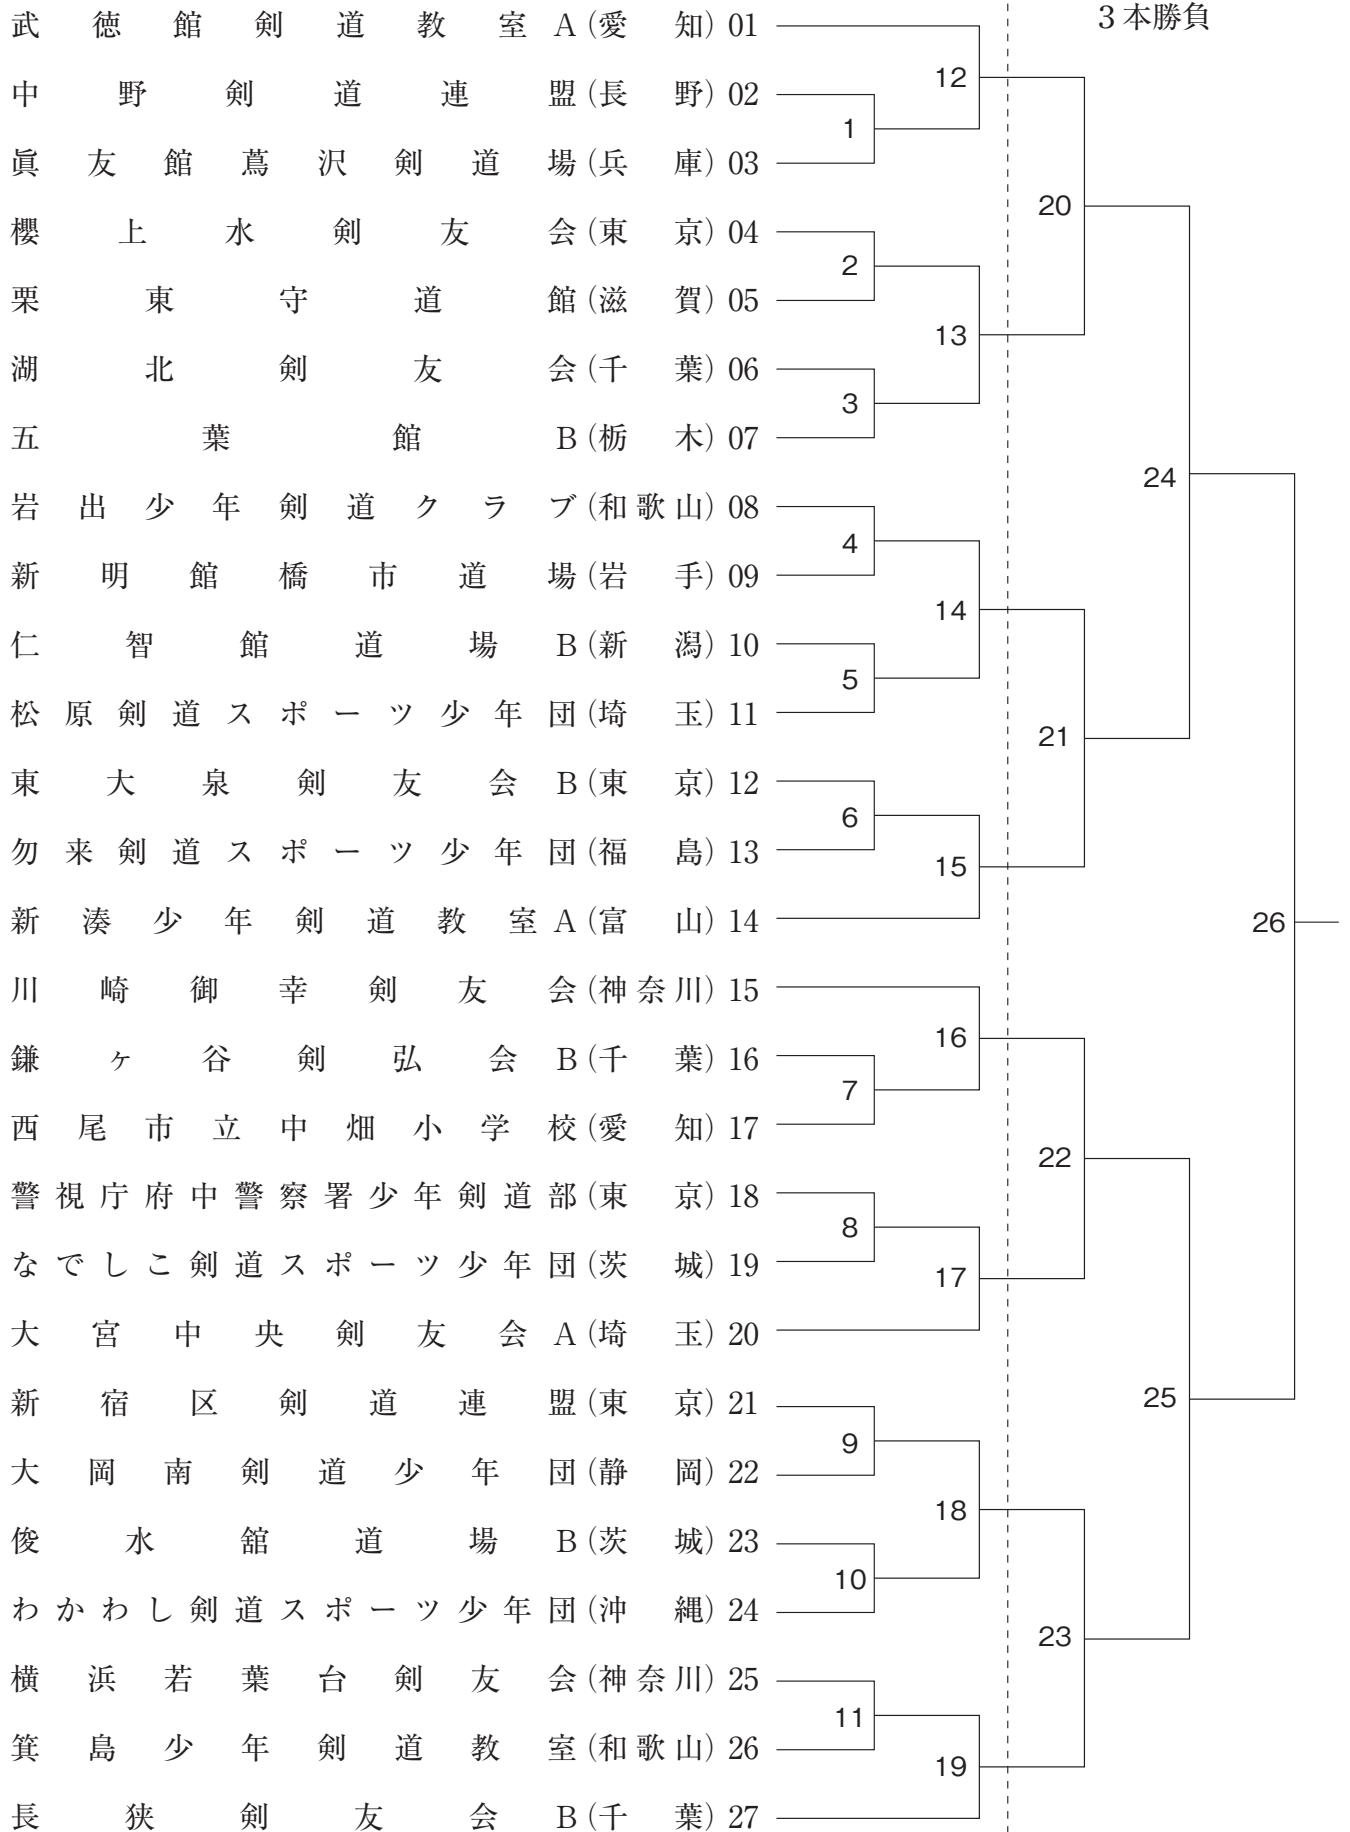 3本勝負
武徳館剣道教室A(愛知)01
中野剣道連盟(長野)02
眞友館蔦沢剣道場(兵庫)03
櫻上水剣友会(東京)04
栗東守道館(滋賀)05
湖北剣友会(千葉)06
五葉館B(栃木)07
岩出少年剣道クラブ(和歌山)08
新明館橋市道場(岩手)09
仁智館道場B(新潟)10
松原剣道スポーツ少年団(埼玉)11
東大泉剣友会B(東京)12
勿来剣道スポーツ少年団(福島)13
新湊少年剣道教室A(富山)14
川崎御幸剣友会(神奈川)15
鎌ヶ谷剣弘会B(千葉)16
西尾市立中畑小学校(愛知)17
警視庁府中警察署少年剣道部(東京)18
なでしこ剣道スポーツ少年団(茨城)19
大宮中央剣友会A(埼玉)20
新宿区剣道連盟(東京)21
大岡南剣道少年団(静岡)22
俊水舘道場B(茨城)23
わかわし剣道スポーツ少年団(沖縄)24
横浜若葉台剣友会(神奈川)25
箕島少年剣道教室(和歌山)26
長狭剣友会B(千葉)27
1
2
3
4
5
6
7
8
9
10
11
12
13
14
15
16
17
18
19
20
21
22
23
24
25
26